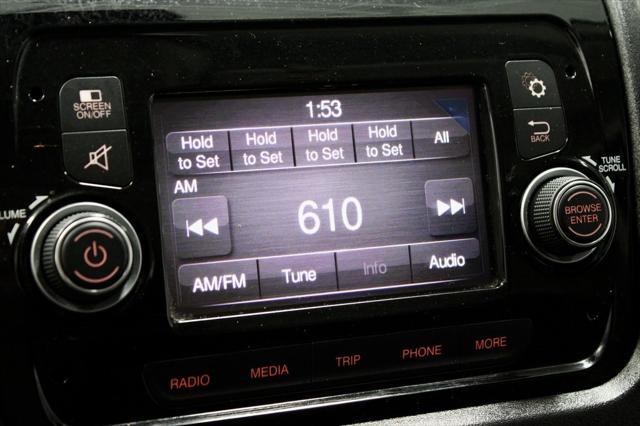 1:53
SCREEN ON/OFF
Hold to Set
Hold to Set
Hold to Set
Hold to Set
All
BACK
AM
610
VOLUME
TUNE SCROLL
BROWSE ENTER
AM/FM
Tune
Info
Audio
RADIO
MEDIA
TRIP
PHONE
MORE